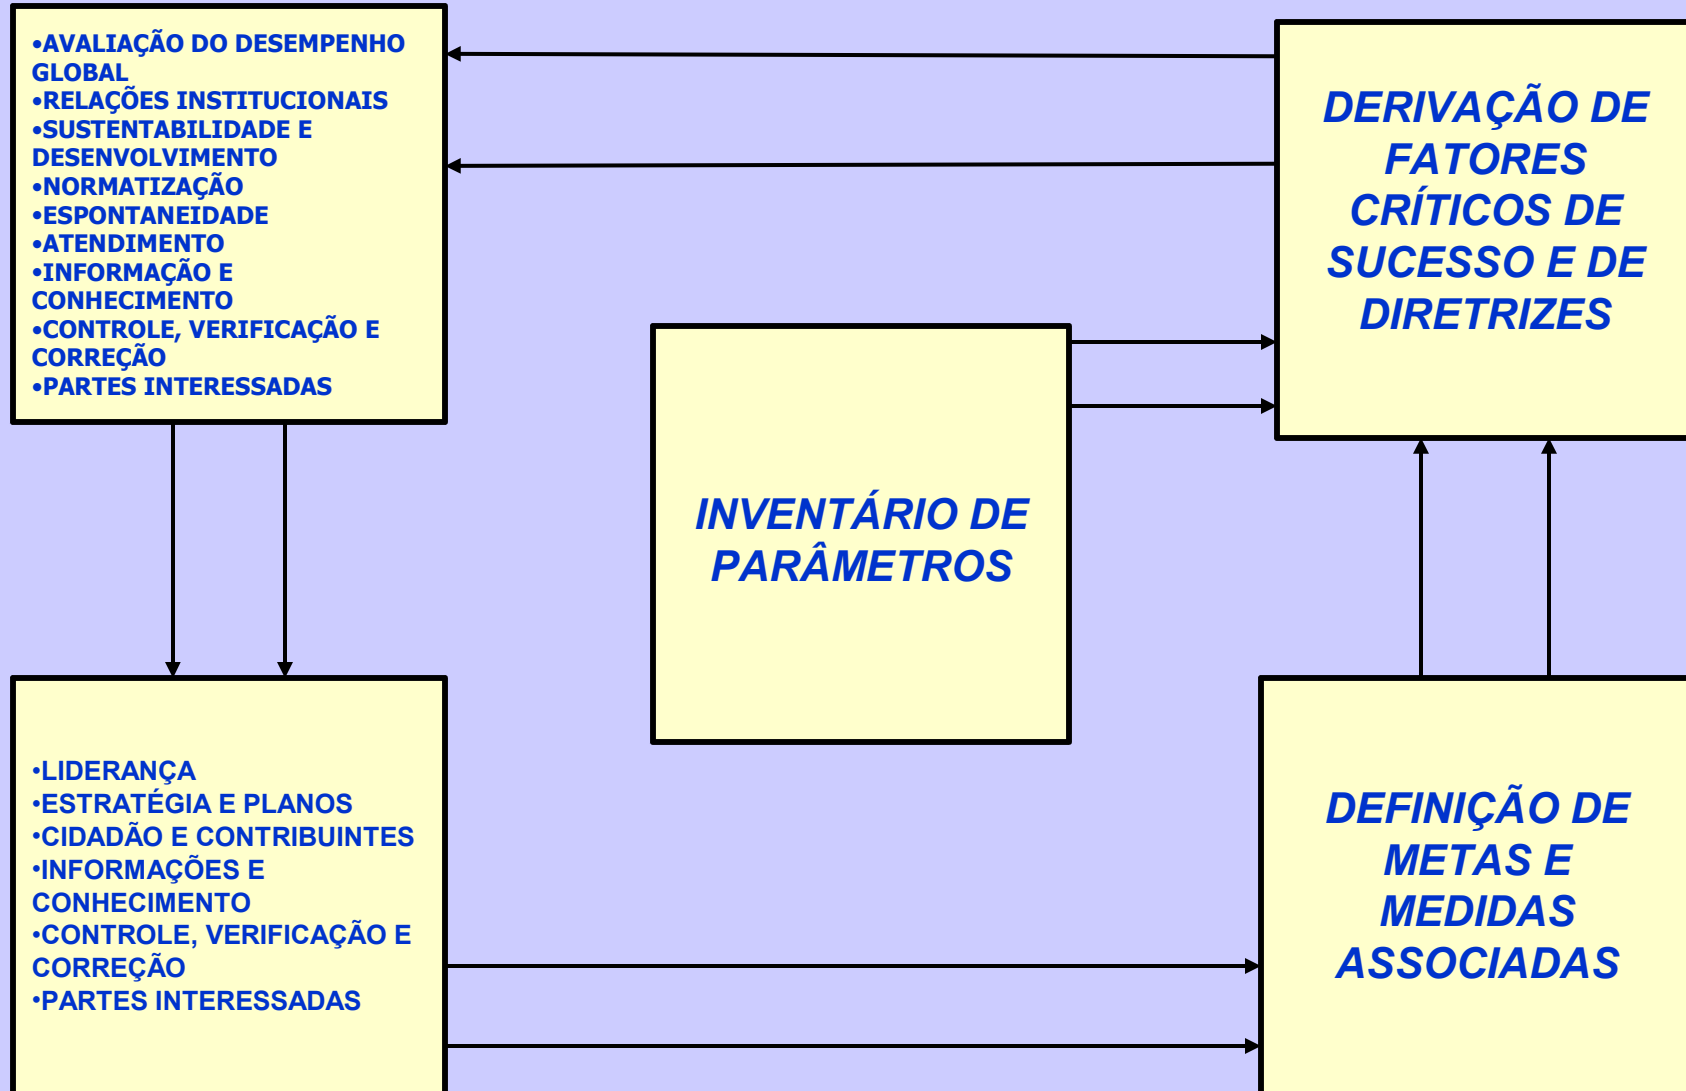 •AVALIAÇÃO DO DESEMPENHO
GLOBAL
•RELAÇÕES INSTITUCIONAIS
•SUSTENTABILIDADE E
DESENVOLVIMENTO
•NORMATIZAÇÃO
•ESPONTANEIDADE
•ATENDIMENTO
•INFORMAÇÃO E
CONHECIMENTO
•CONTROLE, VERIFICAÇÃO E
CORREÇÃO
•PARTES INTERESSADAS
DERIVAÇÃO DE
FATORES
CRÍTICOS DE
SUCESSO E DE
DIRETRIZES
INVENTÁRIO DE
PARÂMETROS
•LIDERANÇA
•ESTRATÉGIA E PLANOS
•CIDADÃO E CONTRIBUINTES
•INFORMAÇÕES E
CONHECIMENTO
•CONTROLE, VERIFICAÇÃO E
CORREÇÃO
•PARTES INTERESSADAS
DEFINIÇÃO DE
METAS E
MEDIDAS
ASSOCIADAS